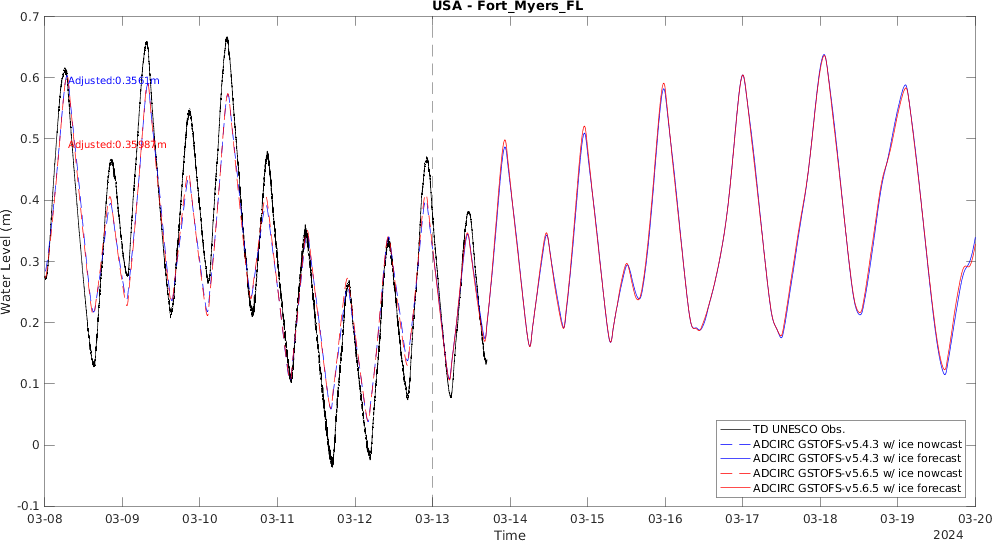 USA - Fort_Myers_FL
0.7
0.6
0.5
0.4
0.3
0.2
0.1
0
-0.1
Water Level (m)
Adjusted:0.3561m
Adjusted:0.35987m
TD UNESCO Obs.
ADCIRC GSTOFS-v5.4.3 w/ ice nowcast
ADCIRC GSTOFS-v5.4.3 w/ ice forecast
ADCIRC GSTOFS-v5.6.5 w/ ice nowcast
ADCIRC GSTOFS-v5.6.5 w/ ice forecast
03-08 03-09 03-10 03-11 03-12 03-13 03-14 03-15 03-16 03-17 03-18 03-19 03-20
Time
2024